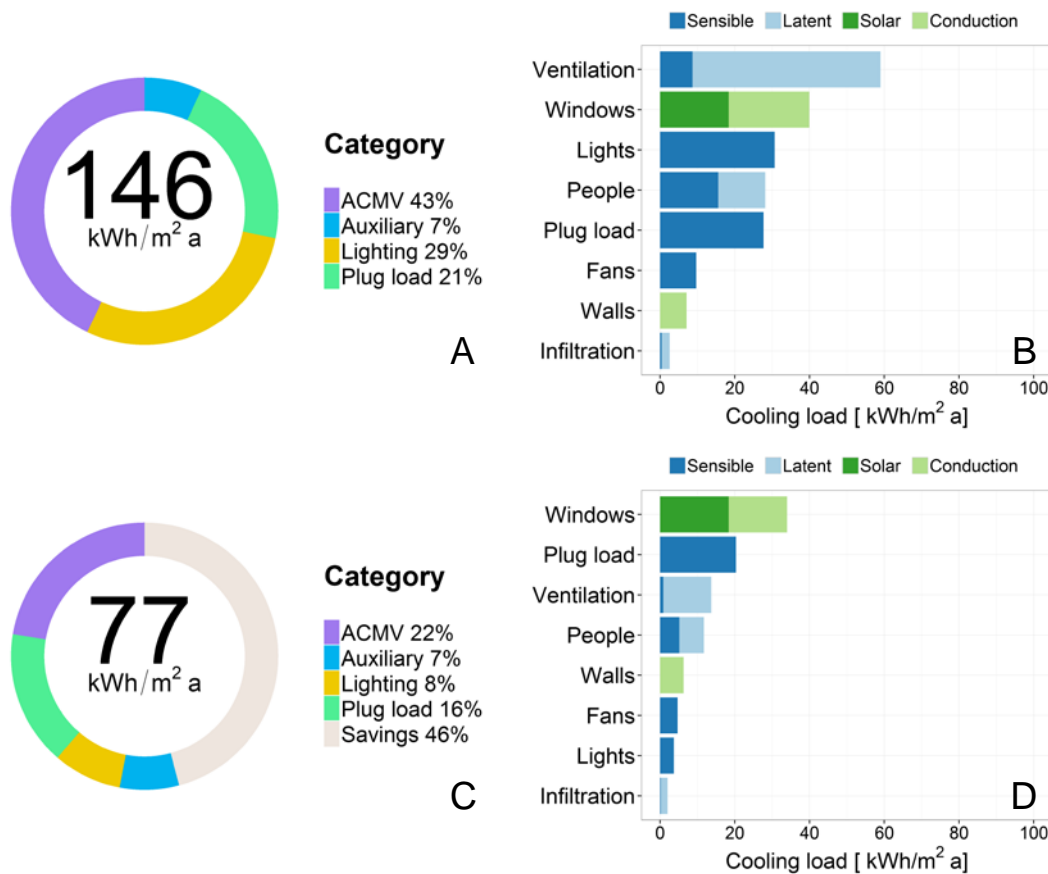 146
kWh/m² a
Category
ACMV 43%
Auxiliary 7%
Lighting 29%
Plug load 21%
A
Sensible Latent Solar Conduction
Ventilation
Windows
Lights
People
Plug load
Fans
Walls
Infiltration
0 20 40 60 80 100
Cooling load [ kWh/m² a]
B
77
kWh/m² a
Category
ACMV 22%
Auxiliary 7%
Lighting 8%
Plug load 16%
Savings 46%
C
Sensible Latent Solar Conduction
Windows
Plug load
Ventilation
People
Walls
Fans
Lights
Infiltration
0 20 40 60 80 100
Cooling load [ kWh/m² a]
D